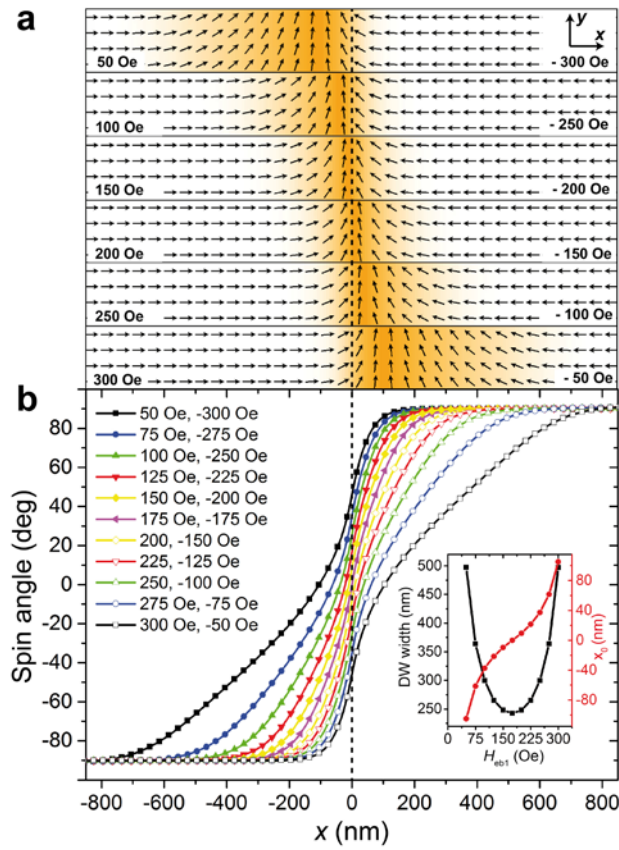 a
y
x
50 Oe
- 300 Oe
100 Oe
- 250 Oe
150 Oe
- 200 Oe
200 Oe
- 150 Oe
250 Oe
- 100 Oe
300 Oe
- 50 Oe
b
Spin angle (deg)
80
60
40
20
0
-20
-40
-60
-80
50 Oe, -300 Oe
75 Oe, -275 Oe
100 Oe, -250 Oe
125 Oe, -225 Oe
150 Oe, -200 Oe
175 Oe, -175 Oe
200, -150 Oe
225, -125 Oe
250, -100 Oe
275 Oe, -75 Oe
300 Oe, -50 Oe
DW width (nm)
500
450
400
350
300
250
80
40
0
-40
-80
x0 (nm)
0 75 150 225 300
Heb1 (Oe)
-800 -600 -400 -200 0 200 400 600 800
x (nm)